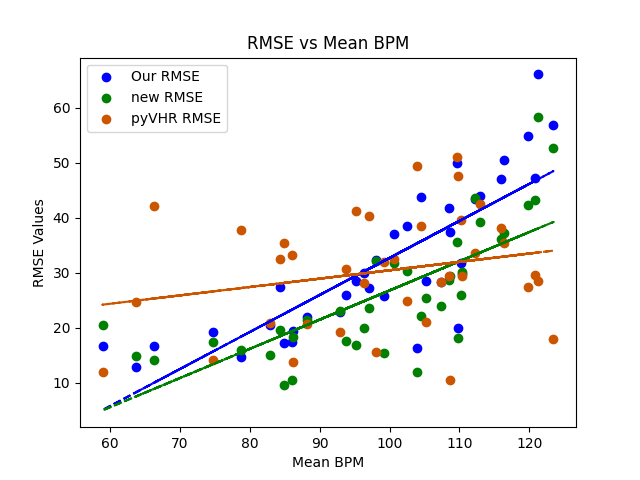 RMSE vs Mean BPM
Our RMSE
new RMSE
pyVHR RMSE
RMSE Values
60
50
40
30
20
10
60 70 80 90 100 110 120
Mean BPM